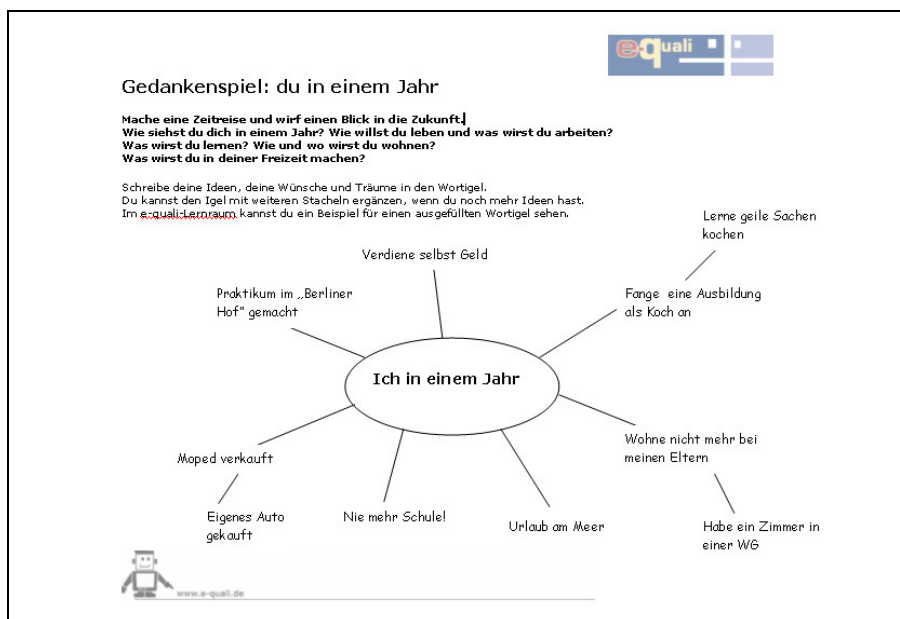 e-quali
Gedankenspiel: du in einem Jahr
Mache eine Zeitreise und wirf einen Blick in die Zukunft.
Wie siehst du dich in einem Jahr? Wie willst du leben und was wirst du arbeiten?
Was wirst du lernen? Wie und wo wirst du wohnen?
Was wirst du in deiner Freizeit machen?
Schreibe deine Ideen, deine Wünsche und Träume in den Wortigel.
Du kannst den Igel mit weiteren Stacheln ergänzen, wenn du noch mehr Ideen hast.
Im e-quali-Lernraum kannst du ein Beispiel für einen ausgefüllten Wortigel sehen.
Lerne geile Sachen
kochen
Verdiene selbst Geld
Praktikum im „Berliner
Hof“ gemacht
Fange eine Ausbildung
als Koch an
Ich in einem Jahr
Moped verkauft
Wohne nicht mehr bei
meinen Eltern
Eigenes Auto
gekauft
Nie mehr Schule!
Urlaub am Meer
Habe ein Zimmer in
einer WG
www.e-quali.de